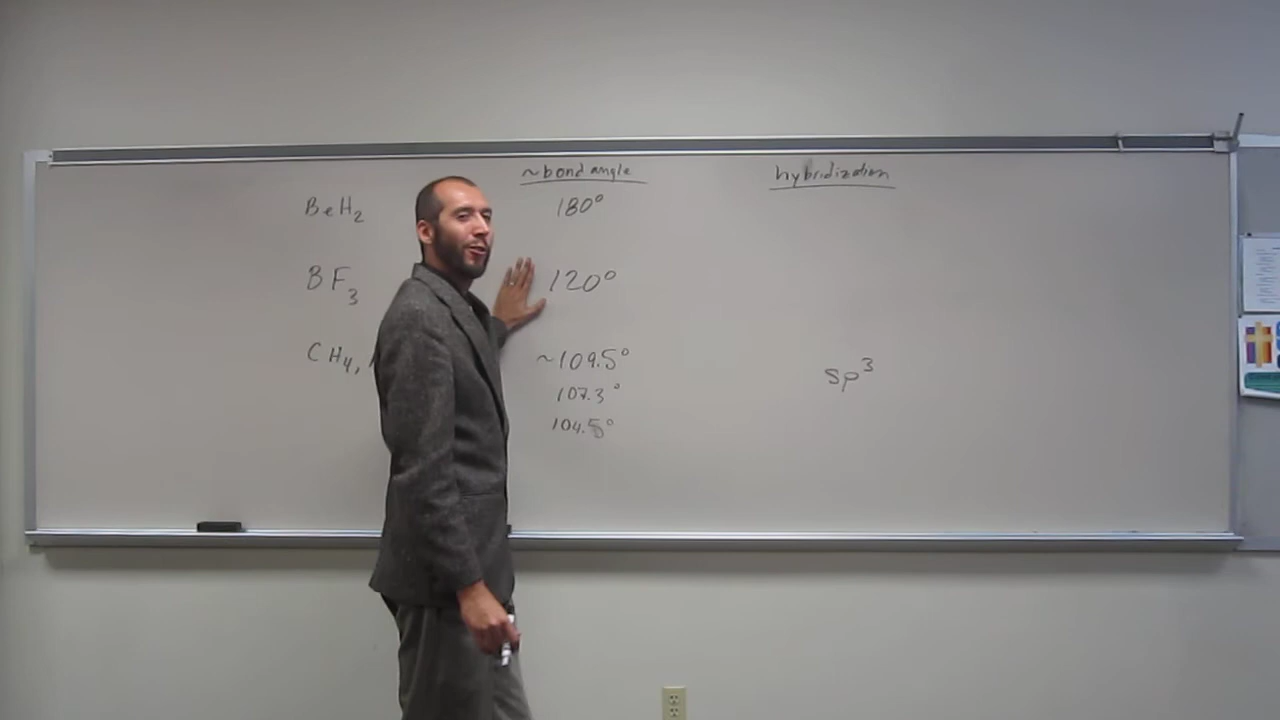 ~bond angle hybridization
BeH2 180°
BF3 120°
CH4, ~109.5° sp³
107.3°
104.5°